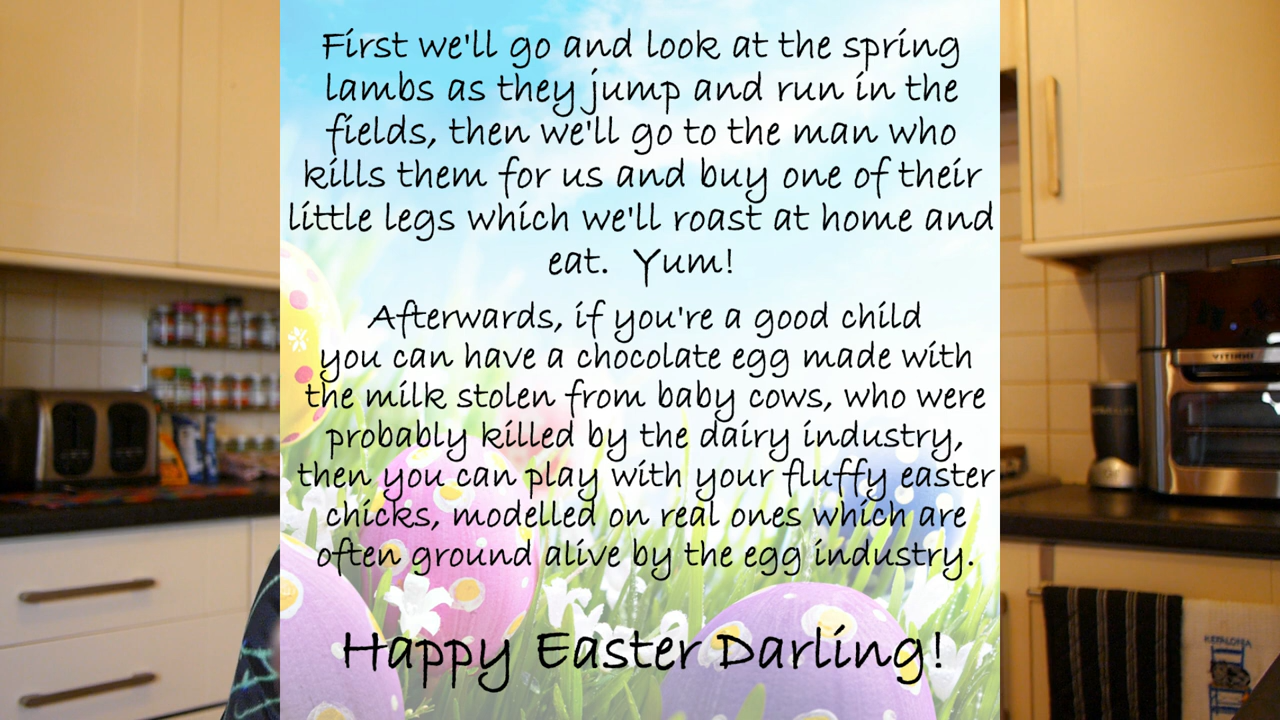 First we'll go and look at the spring
lambs as they jump and run in the
fields, then we'll go to the man who
kills them for us and buy one of their
little legs which we'll roast at home and
eat. Yum!
Afterwards, if you're a good child
you can have a chocolate egg made with
the milk stolen from baby cows, who were
probably killed by the dairy industry,
then you can play with your fluffy easter
chicks, modelled on real ones which are
often ground alive by the egg industry.
Happy Easter Darling!
VITINNI
KEFALONIA